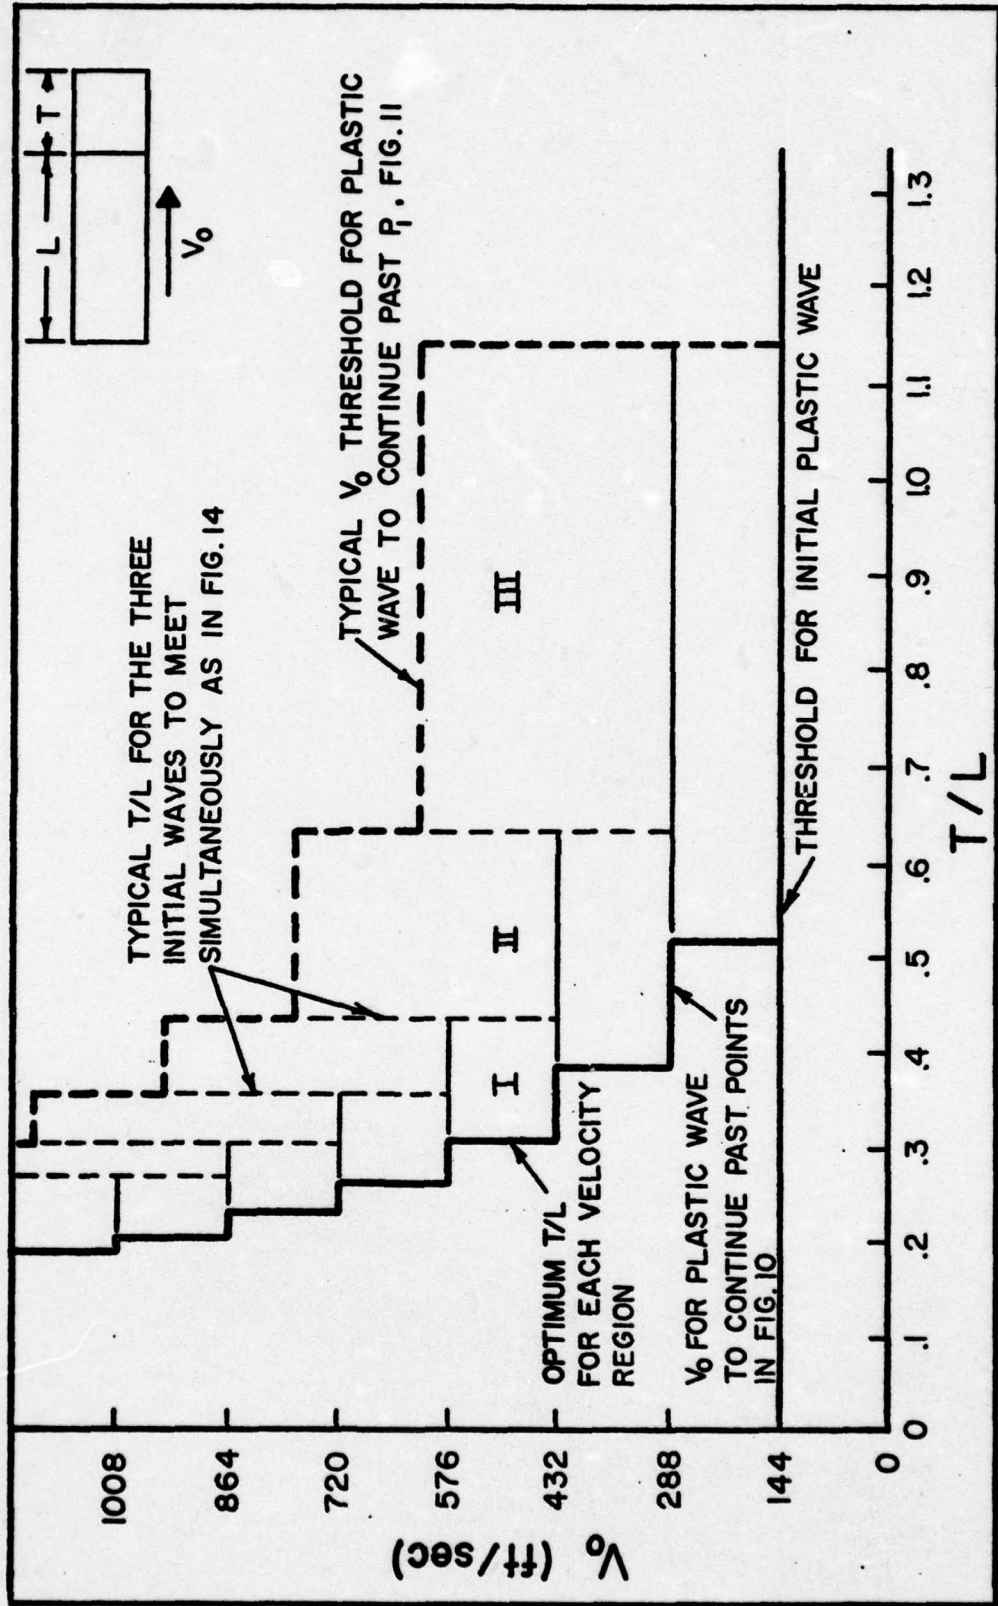 L
T
V₀
TYPICAL T/L FOR THE THREE
INITIAL WAVES TO MEET
SIMULTANEOUSLY AS IN FIG. 14
TYPICAL V₀ THRESHOLD FOR PLASTIC
WAVE TO CONTINUE PAST P₁, FIG. 11
I
II
III
OPTIMUM T/L
FOR EACH VELOCITY
REGION
V₀ FOR PLASTIC WAVE
TO CONTINUE PAST POINTS
IN FIG. 10
THRESHOLD FOR INITIAL PLASTIC WAVE
V₀ (ft/sec)
1008
864
720
576
432
288
144
0
0 .1 .2 .3 .4 .5 .6 .7 .8 .9 1.0 1.1 1.2 1.3
T/L